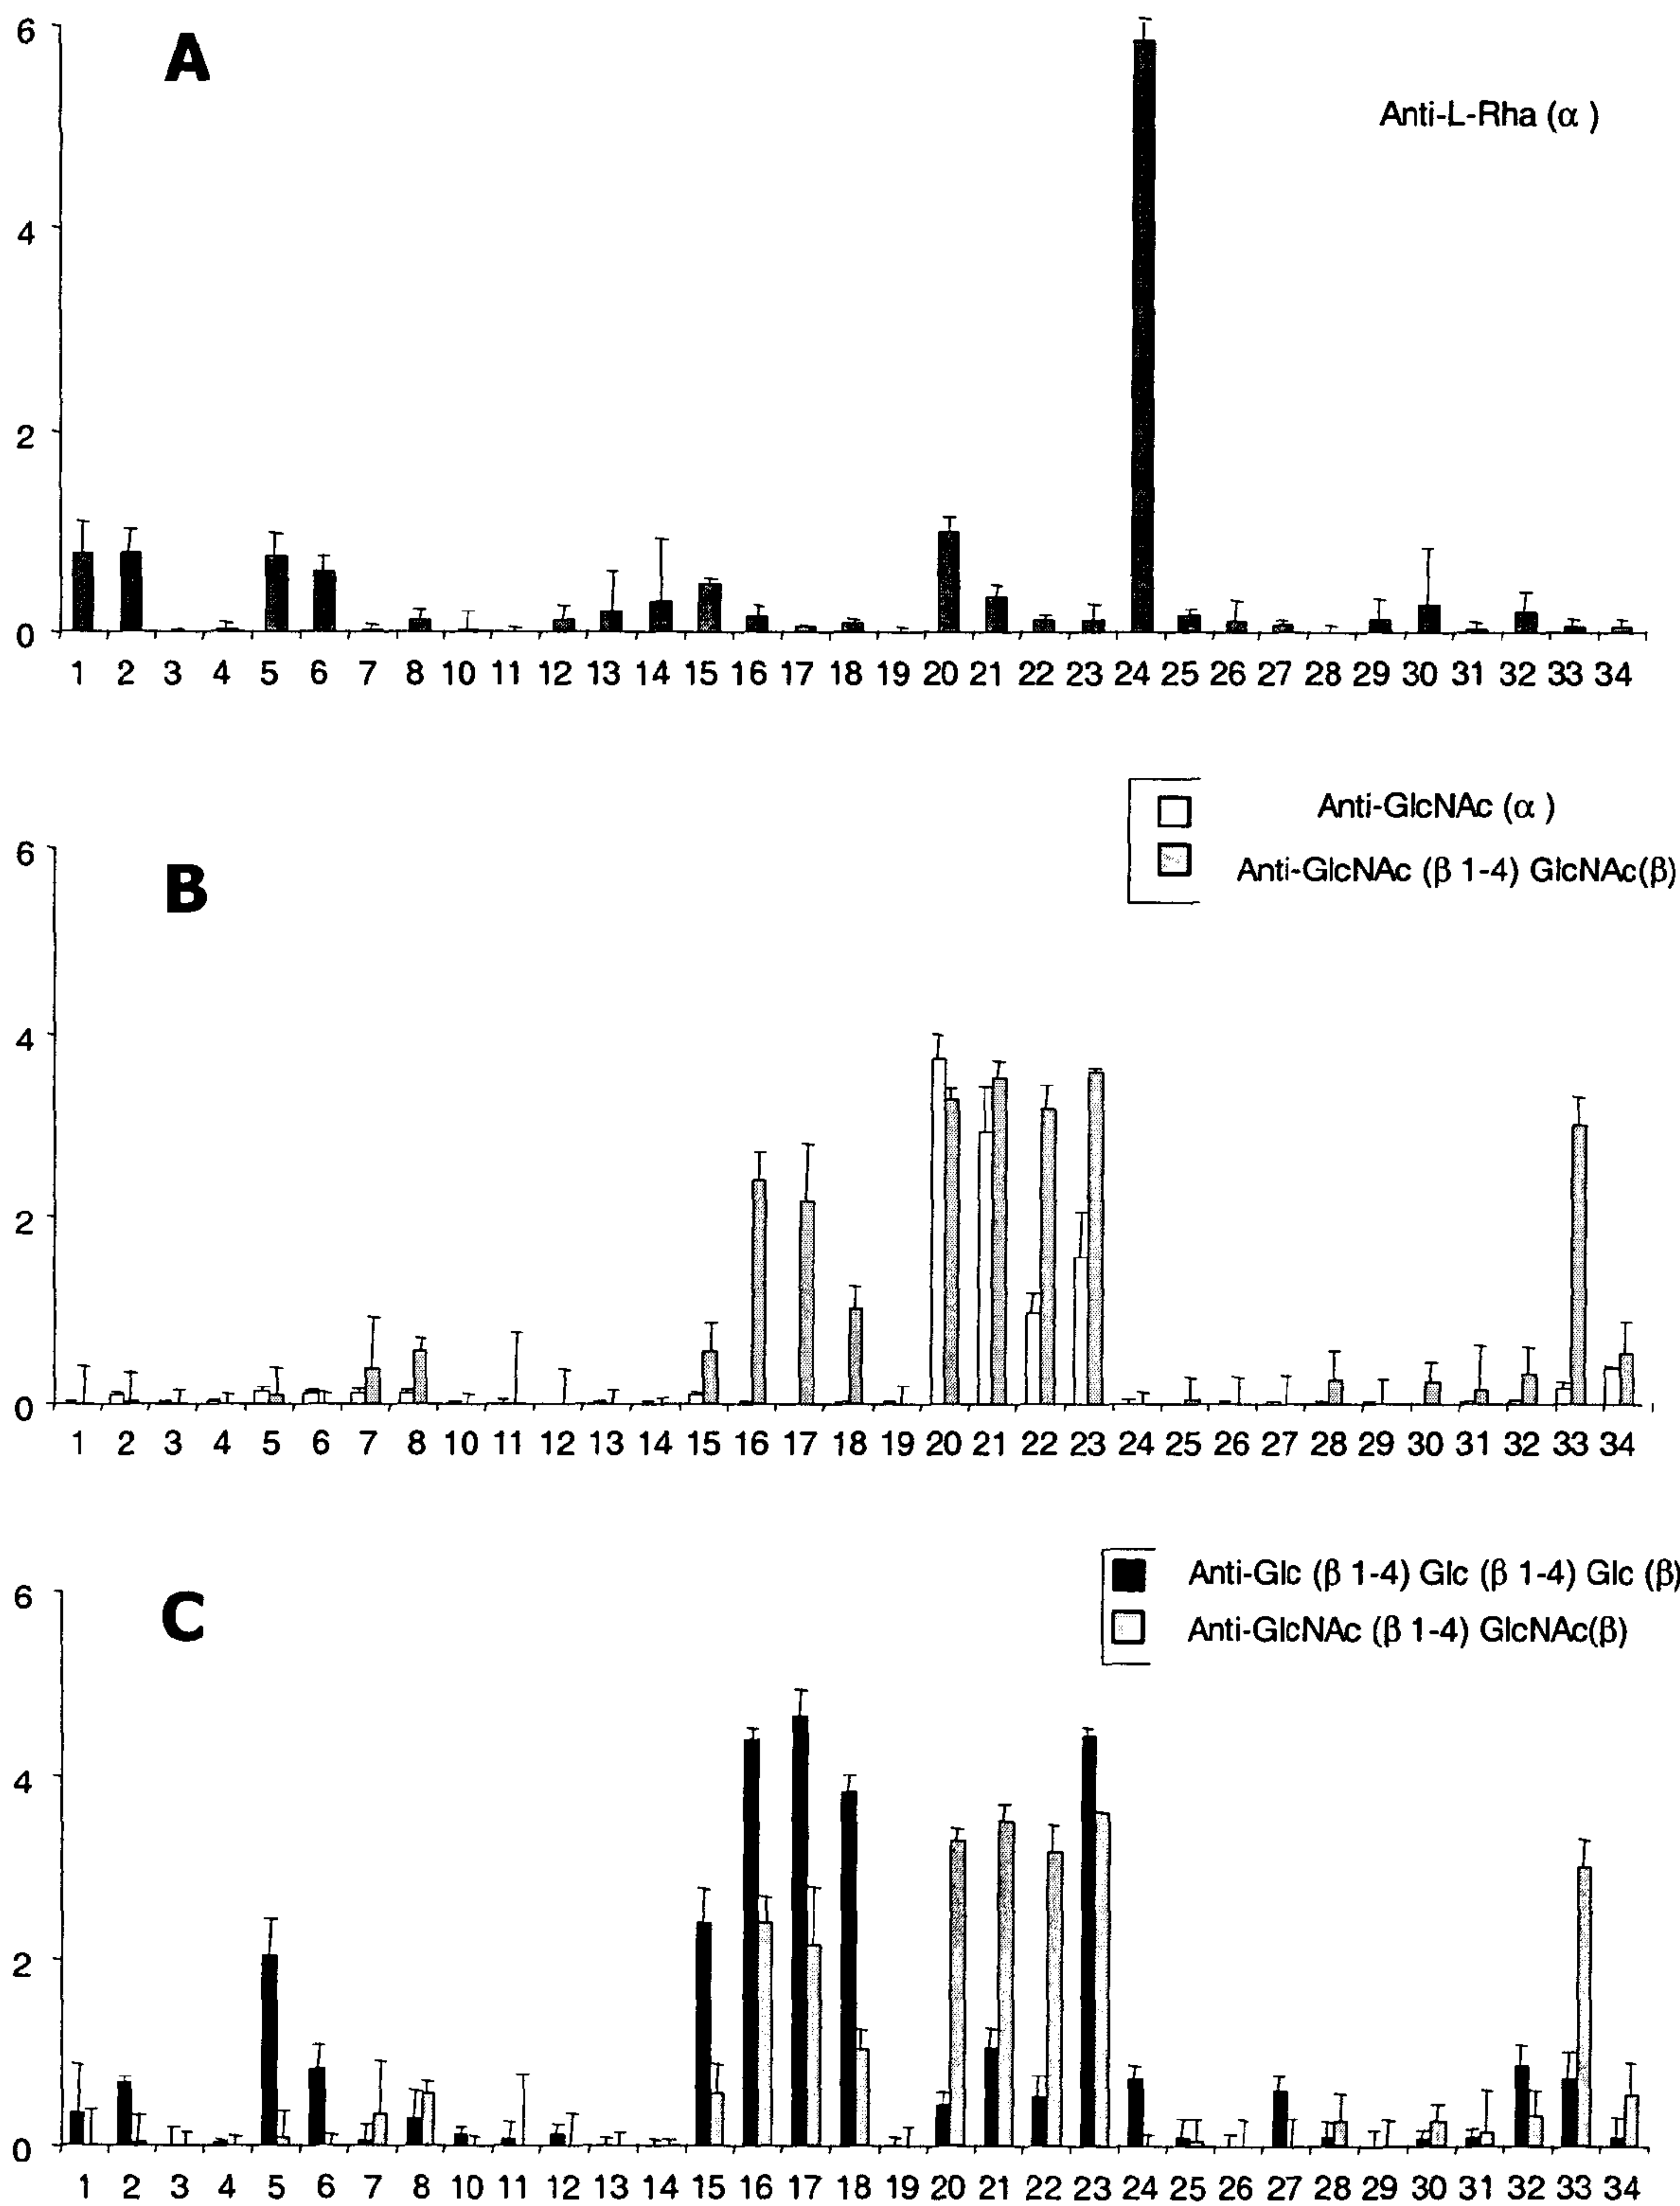 A
Anti-L-Rha (α )
6
4
2
0
1 2 3 4 5 6 7 8 10 11 12 13 14 15 16 17 18 19 20 21 22 23 24 25 26 27 28 29 30 31 32 33 34
B
Anti-GlcNAc (α )
Anti-GlcNAc (β 1-4) GlcNAc(β)
6
4
2
0
1 2 3 4 5 6 7 8 10 11 12 13 14 15 16 17 18 19 20 21 22 23 24 25 26 27 28 29 30 31 32 33 34
C
Anti-Glc (β 1-4) Glc (β 1-4) Glc (β)
Anti-GlcNAc (β 1-4) GlcNAc(β)
6
4
2
0
1 2 3 4 5 6 7 8 10 11 12 13 14 15 16 17 18 19 20 21 22 23 24 25 26 27 28 29 30 31 32 33 34